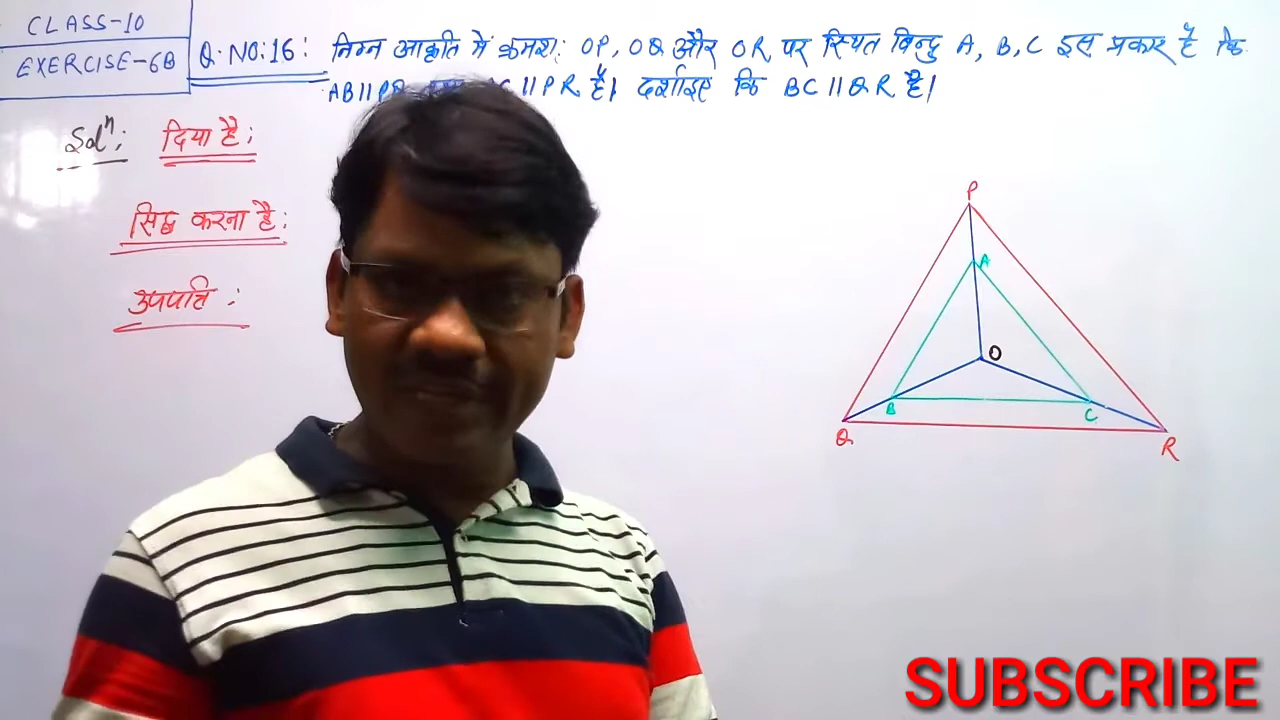 CLASS-10
EXERCISE-6B
Q.NO:16: निम्न आकृति में क्रमश: OP, OQ और OR पर स्थित बिन्दु A, B, C इस प्रकार है कि
AB || PR है। दर्शाइए कि BC || QR है।
Solⁿ: दिया है:
सिद्ध करना है:
उपपत्ति :
P
A
O
B
C
Q
R
SUBSCRIBE